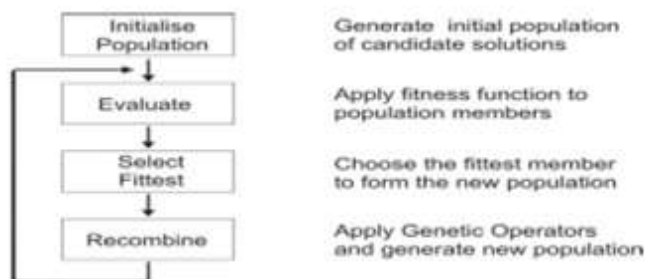 Initialise
Population
Generate initial population
of candidate solutions
Evaluate
Apply fitness function to
population members
Select
Fittest
Choose the fittest member
to form the new population
Recombine
Apply Genetic Operators
and generate new population